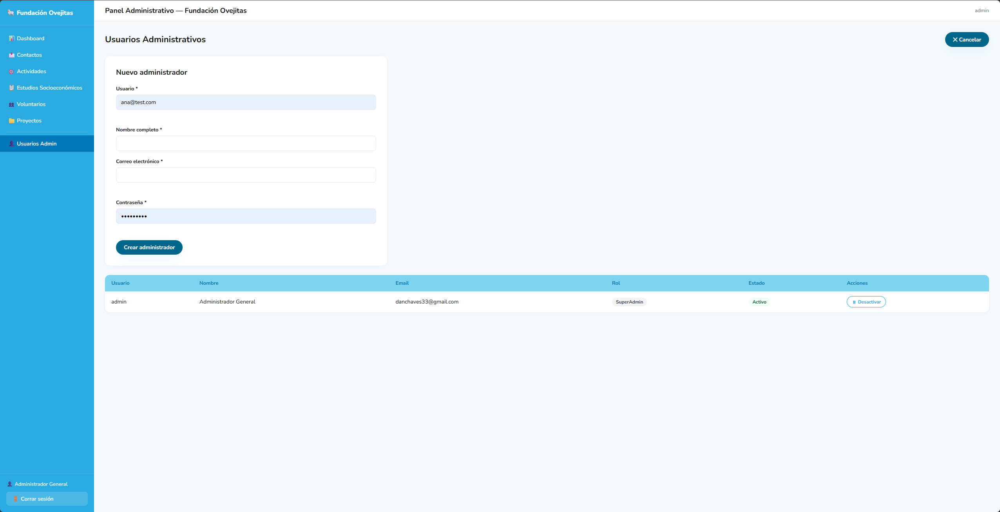 Fundación Ovejitas
Panel Administrativo — Fundación Ovejitas
admin
Dashboard
Contactos
Actividades
Estudios Socioeconómicos
Voluntarios
Proyectos
Usuarios Admin
Usuarios Administrativos
✕ Cancelar
Nuevo administrador
Usuario *
ana@test.com
Nombre completo *
Correo electrónico *
Contraseña *
•••••••••
Crear administrador
Usuario Nombre Email Rol Estado Acciones
admin Administrador General danchaves33@gmail.com SuperAdmin Activo Desactivar
Administrador General
Cerrar sesión